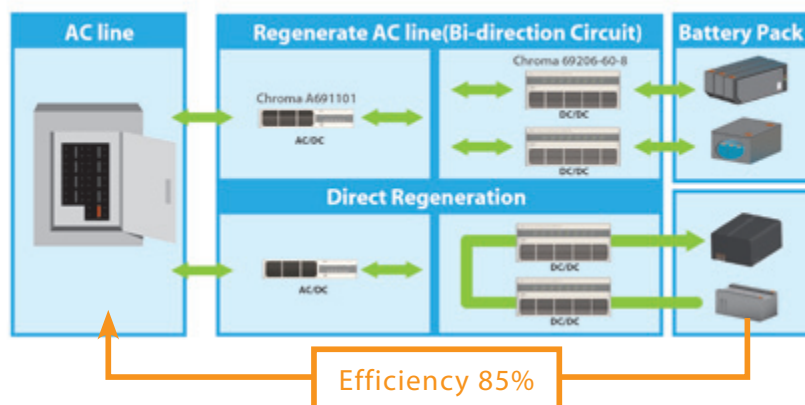 AC line
Regenerate AC line(Bi-direction Circuit)
Battery Pack
Chroma A691101
AC/DC
Chroma 69206-60-8
DC/DC
DC/DC
Direct Regeneration
AC/DC
DC/DC
DC/DC
Efficiency 85%